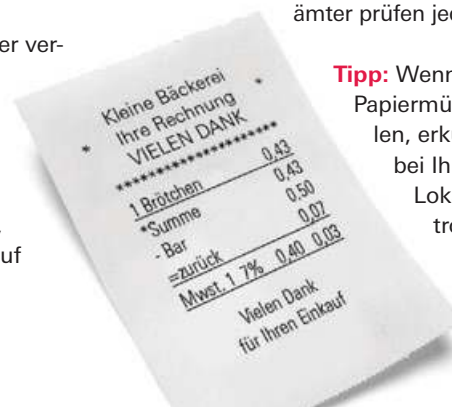 ämter prüfen jed
er ver-
uf
Tipp: Wenn
Papiermü
len, erk
bei Ih
Lok
tr
Kleine Bäckerei
* Ihre Rechnung *
VIELEN DANK
********************
1 Brötchen 0,43
*Summe 0,43
- Bar 0,50
=zurück 0,07
Mwst. 1 7% 0,40 0,03
Vielen Dank
für Ihren Einkauf